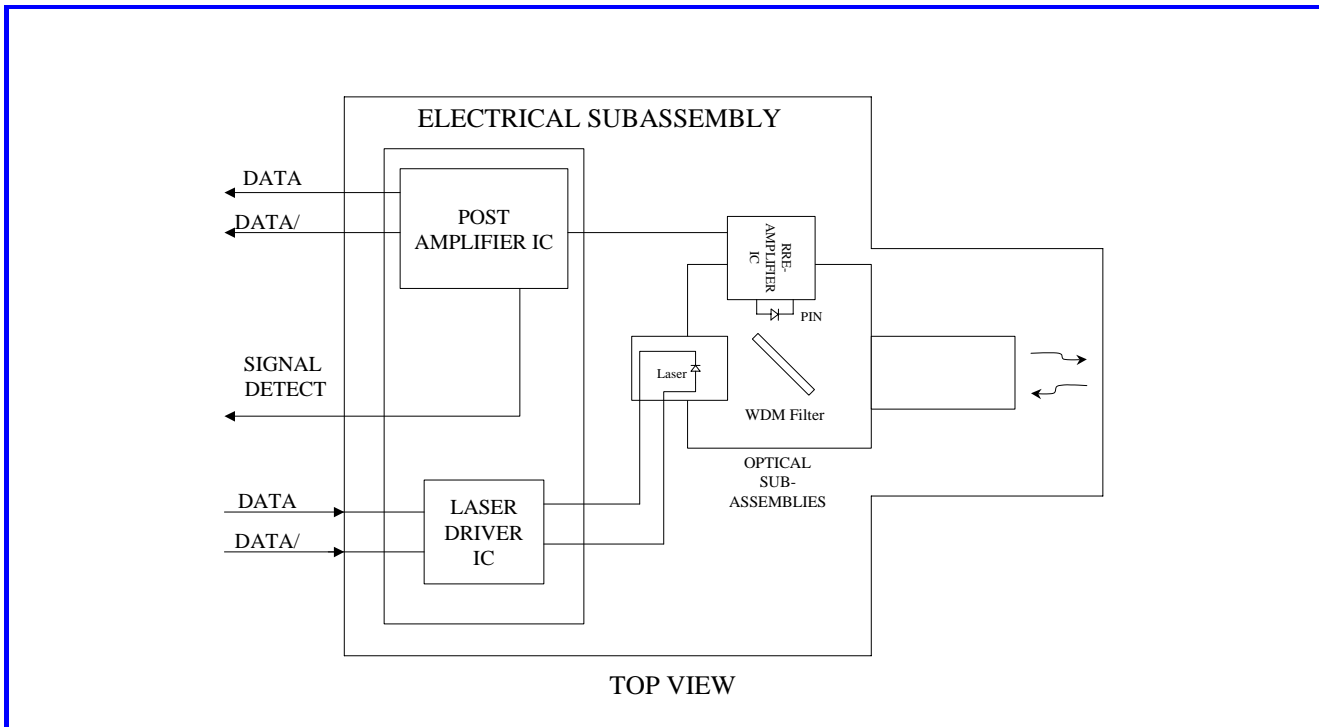 ELECTRICAL SUBASSEMBLY
DATA
DATA/
POST
AMPLIFIER IC
RRE-
AMPLIFIER
IC
PIN
SIGNAL
DETECT
Laser
WDM Filter
OPTICAL
SUB-
ASSEMBLIES
DATA
DATA/
LASER
DRIVER
IC
TOP VIEW